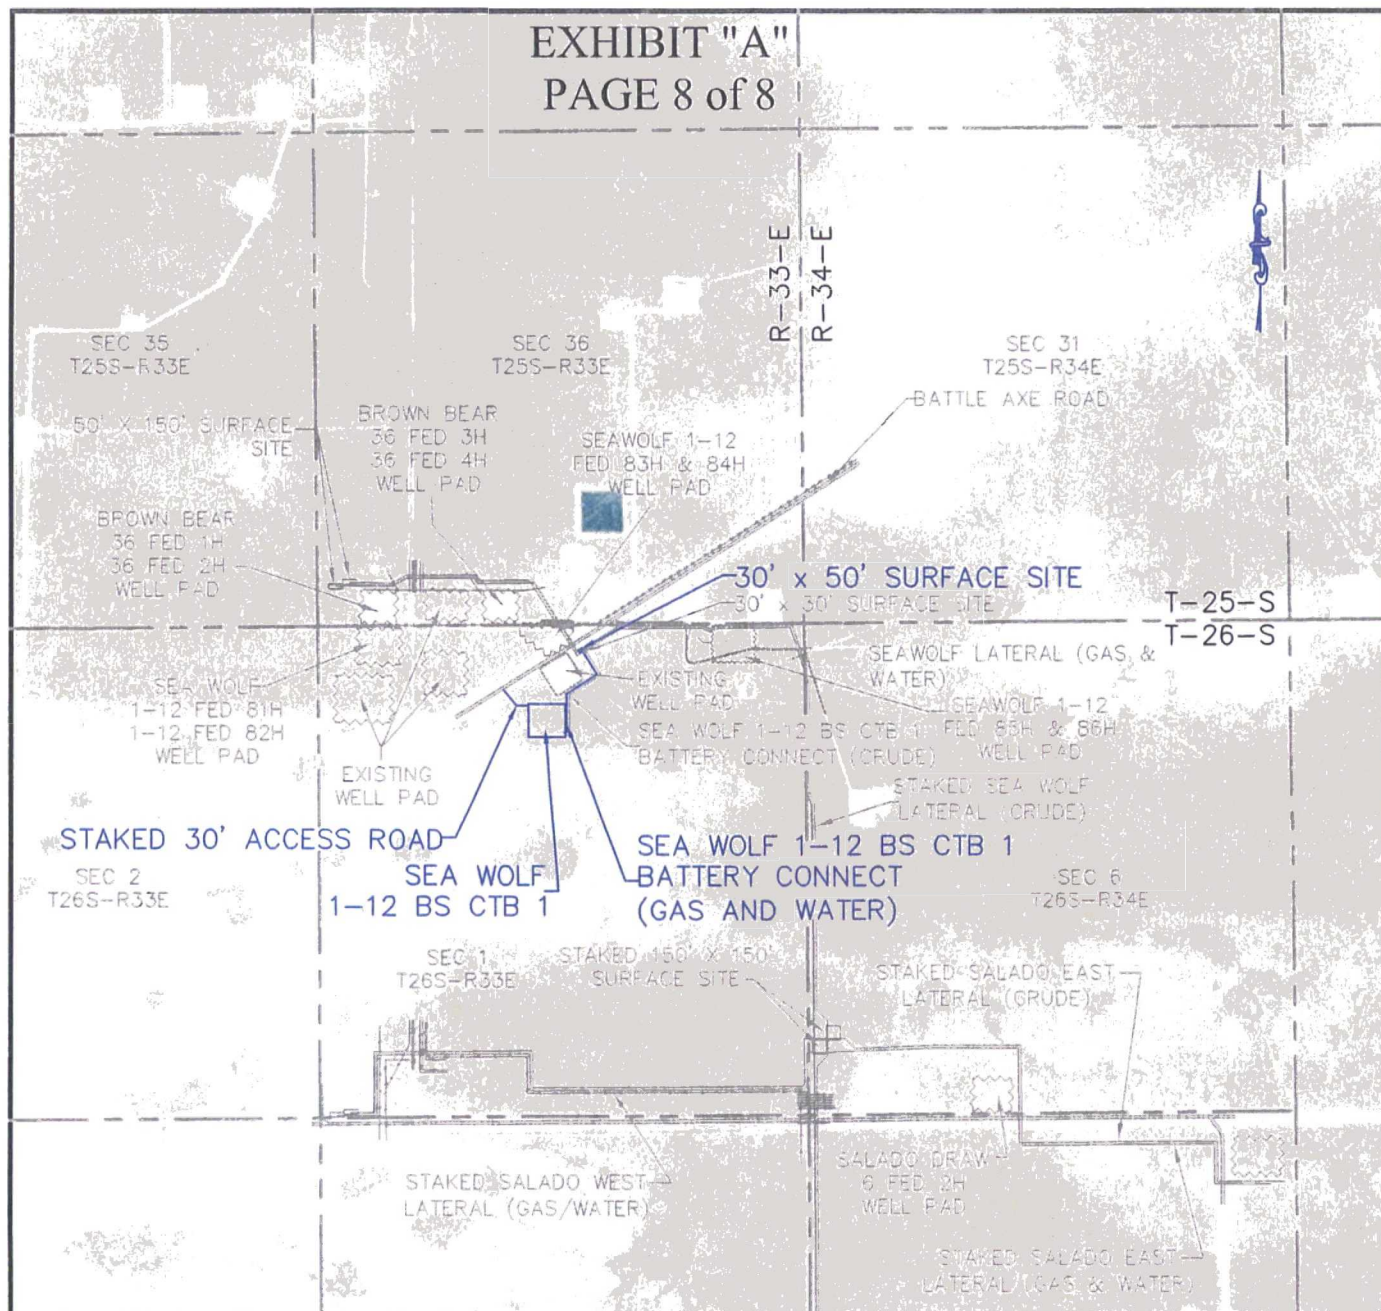 EXHIBIT "A"
PAGE 8 of 8
R-33-E
R-34-E
SEC 35
T25S-R33E
SEC 36
T25S-R33E
SEC 31
T25S-R34E
BATTLE AXE ROAD
50' X 150' SURFACE
SITE
BROWN BEAR
36 FED 3H
36 FED 4H
WELL PAD
SEAWOLF 1-12
FED 83H & 84H
WELL PAD
BROWN BEAR
36 FED 1H
36 FED 2H
WELL PAD
30' x 50' SURFACE SITE
30' x 30' SURFACE SITE
T-25-S
T-26-S
SEAWOLF LATERAL (GAS &
WATER)
SEA WOLF
1-12 FED 81H
1-12 FED 82H
WELL PAD
EXISTING
WELL PAD
SEAWOLF 1-12
FED 85H & 86H
WELL PAD
SEA WOLF 1-12 BS CTB 1
BATTERY CONNECT (CRUDE)
EXISTING
WELL PAD
STAKED SEA WOLF
LATERAL (CRUDE)
STAKED 30' ACCESS ROAD
SEA WOLF
1-12 BS CTB 1
SEA WOLF 1-12 BS CTB 1
BATTERY CONNECT
(GAS AND WATER)
SEC 2
T26S-R33E
SEC 6
T26S-R34E
SEC 1
T26S-R33E
STAKED 150' X 150'
SURFACE SITE
STAKED SALADO EAST
LATERAL (CRUDE)
STAKED SALADO WEST
LATERAL (GAS/WATER)
SALADO DRAW
6 FED 2H
WELL PAD
STAKED SALADO EAST
LATERAL (GAS & WATER)